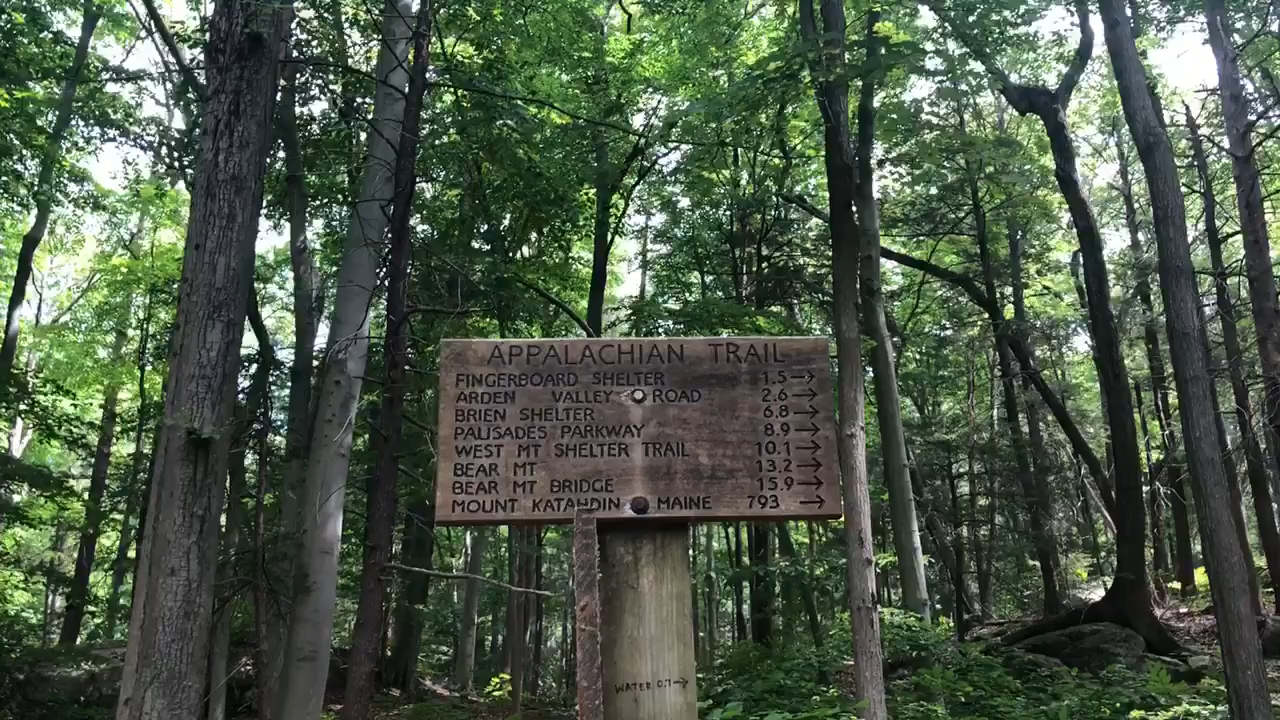 APPALACHIAN TRAIL
FINGERBOARD SHELTER 1.5→
ARDEN VALLEY ROAD 2.6→
BRIEN SHELTER 6.8→
PALISADES PARKWAY 8.9→
WEST MT SHELTER TRAIL 10.1→
BEAR MT 13.2→
BEAR MT BRIDGE 15.9→
MOUNT KATAHDIN MAINE 793 →
WATER 0.1→